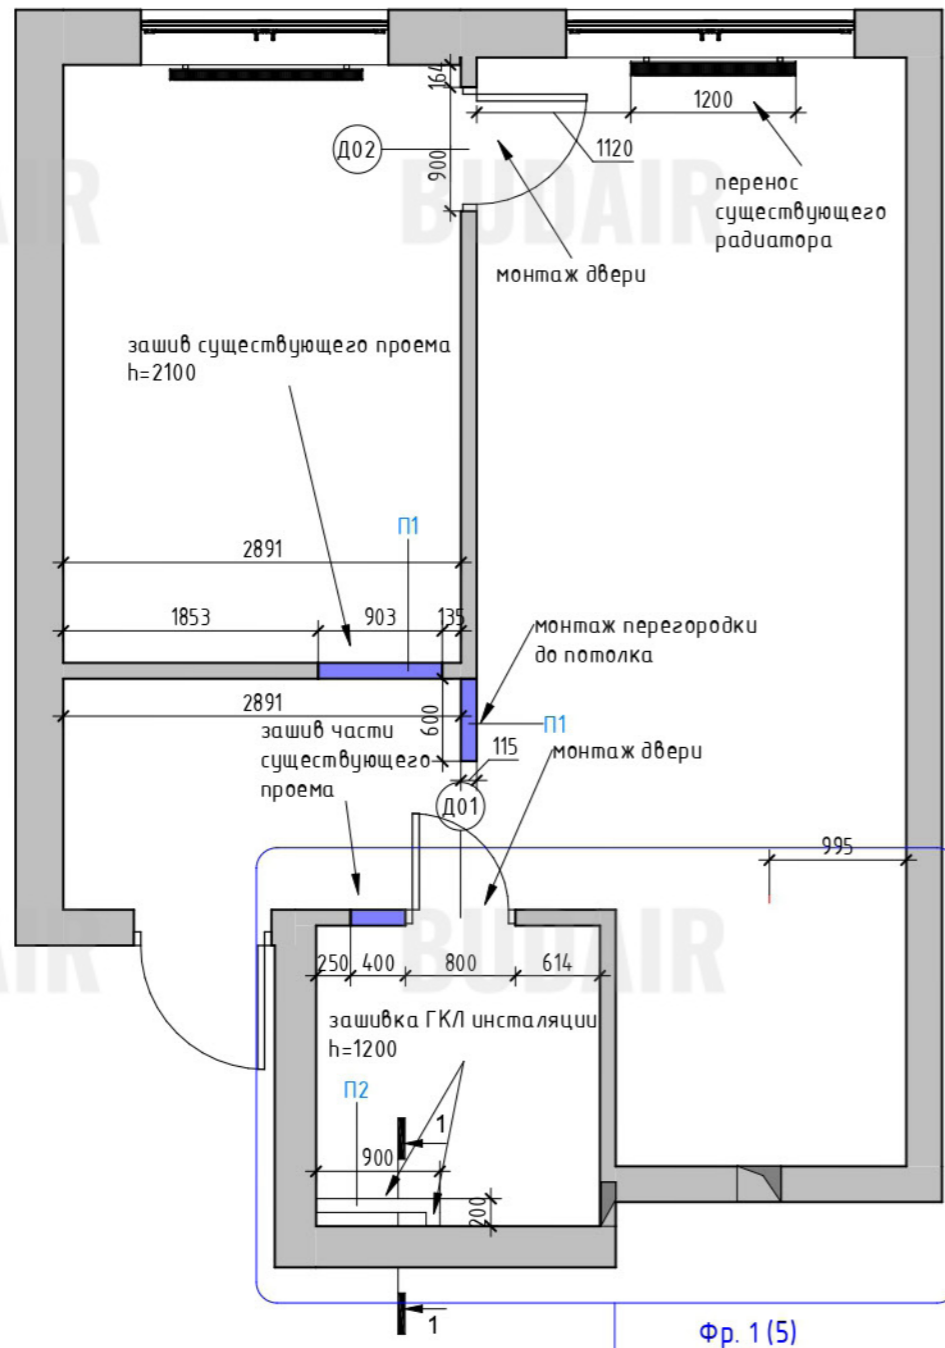 164
1200
Д02
900
1120
BUDAIR
перенос
существующего
радиатора
монтаж двери
зашив существующего проема
h=2100
П1
2891
1853
903
135
монтаж перегородки
до потолка
2891
600
П1
зашив части
существующего
проема
115
монтаж двери
Д01
995
BUDAIR
250
400
800
614
зашивка ГКЛ инсталяции
h=1200
П2
1
900
200
1
Фр. 1 (5)